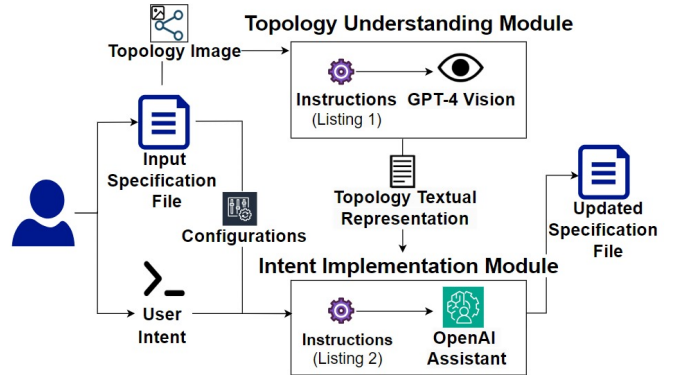 Topology Understanding Module
Topology Image
Instructions
(Listing 1)
GPT-4 Vision
Input
Specification
File
Topology Textual
Representation
Configurations
Updated
Specification
File
Intent Implementation Module
User
Intent
Instructions
(Listing 2)
OpenAI
Assistant